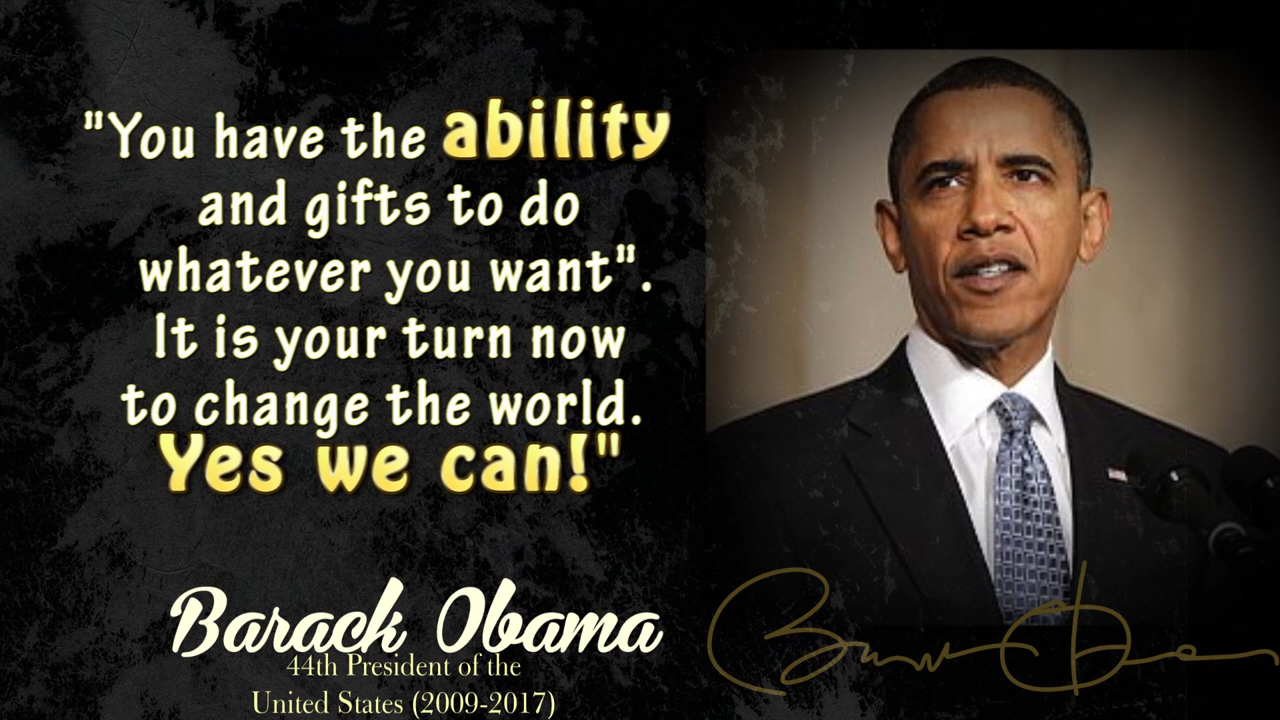 "You have the ability
and gifts to do
whatever you want".
It is your turn now
to change the world.
Yes we can!"
Barack Obama
44th President of the
United States (2009-2017)